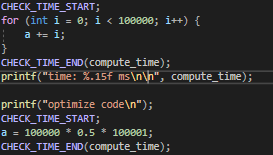 CHECK_TIME_START;
for (int i = 0; i < 100000; i++) {
    a += i;
}
CHECK_TIME_END(compute_time);
printf("time: %.15f ms\n\n", compute_time);

printf("optimize code\n");
CHECK_TIME_START;
a = 100000 * 0.5 * 100001;
CHECK_TIME_END(compute_time);